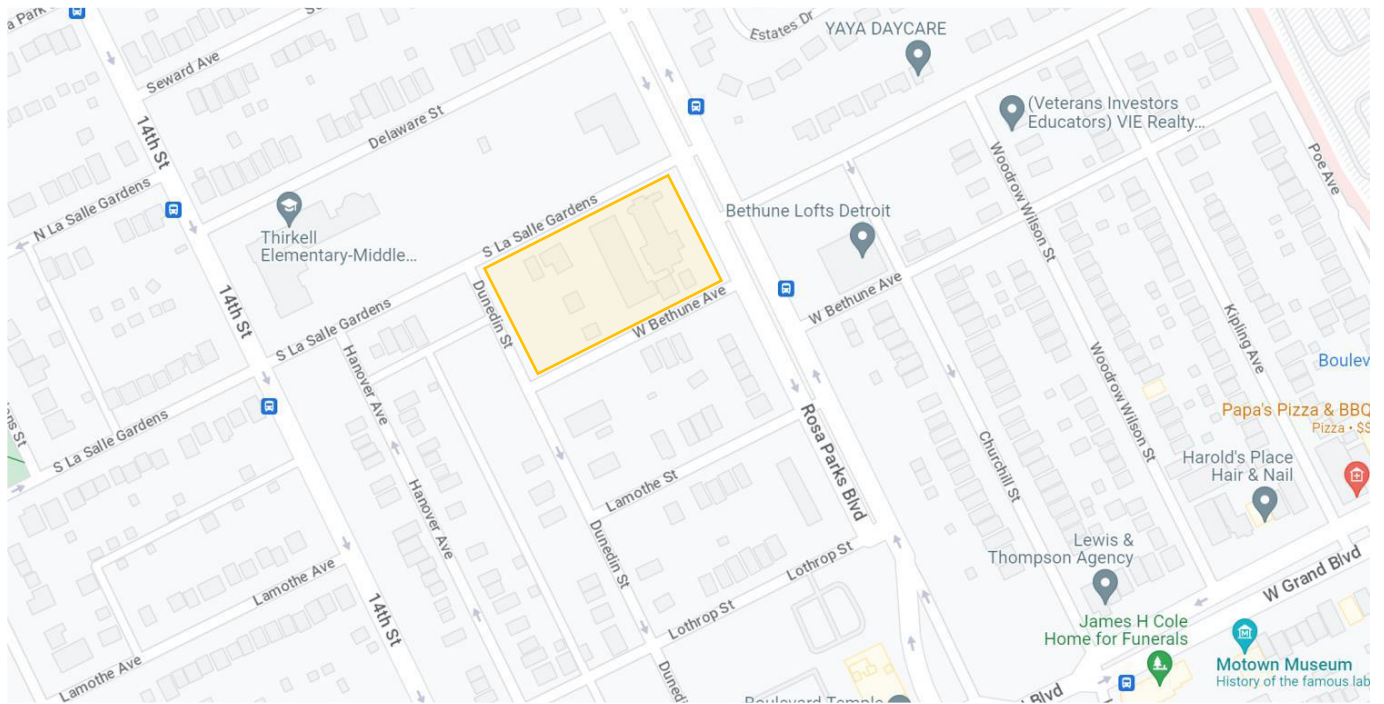 a Park
Seward Ave
Estates Dr
YAYA DAYCARE
(Veterans Investors
Educators) VIE Realty...
14th St
Delaware St
Poe Ave
N La Salle Gardens
Thirkell
Elementary-Middle...
S La Salle Gardens
Bethune Lofts Detroit
Woodrow Wilson St
14th St
Dunedin St
W Bethune Ave
W Bethune Ave
S La Salle Gardens
Hanover Ave
Kipling Ave
Woodrow Wilson St
Boulev
Papa's Pizza & BBQ
Pizza • $$
S La Salle Gardens
Rosa Parks Blvd
Churchill St
Harold's Place
Hair & Nail
Hanover Ave
Lamothe St
Dunedin St
Lothrop St
Lewis &
Thompson Agency
W Grand Blvd
Lamothe Ave
14th St
Lothrop St
James H Cole
Home for Funerals
Motown Museum
History of the famous lab
Lamothe Ave
Duned
Boulevard Temple
Blvd